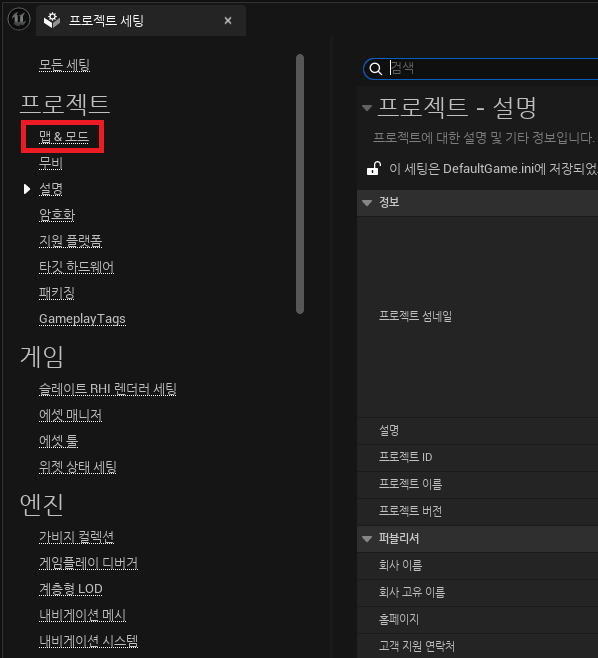 프로젝트 세팅
모든 세팅
프로젝트
맵 & 모드
무비
설명
암호화
지원 플랫폼
타깃 하드웨어
패키징
GameplayTags
게임
슬레이트 RHI 렌더러 세팅
에셋 매니저
에셋 툴
위젯 상태 세팅
엔진
가비지 컬렉션
게임플레이 디버거
계층형 LOD
내비게이션 메시
내비게이션 시스템
검색
프로젝트 - 설명
프로젝트에 대한 설명 및 기타 정보입니다.
이 세팅은 DefaultGame.ini에 저장되었
정보
프로젝트 섬네일
설명
프로젝트 ID
프로젝트 이름
프로젝트 버전
퍼블리셔
회사 이름
회사 고유 이름
홈페이지
고객 지원 연락처